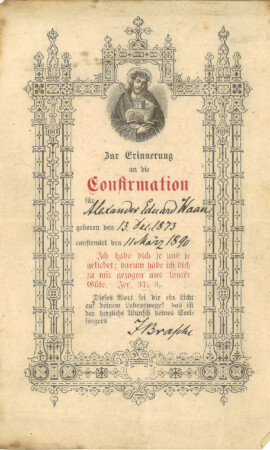 Zur Erinnerung
an die
Confirmation
für Alexander Eduard Haan
geboren den 13. Dec. 1873
confirmirt den 11 März 1890
Ich habe dich je und je
geliebet; darum habe ich dich
zu mir gezogen aus lauter
Güte. Jer. 31, 3.
Dieses Wort sei dir ein Licht
auf deinem Lebenswege! das ist
der herzliche Wunsch deines Seel-
sorgers